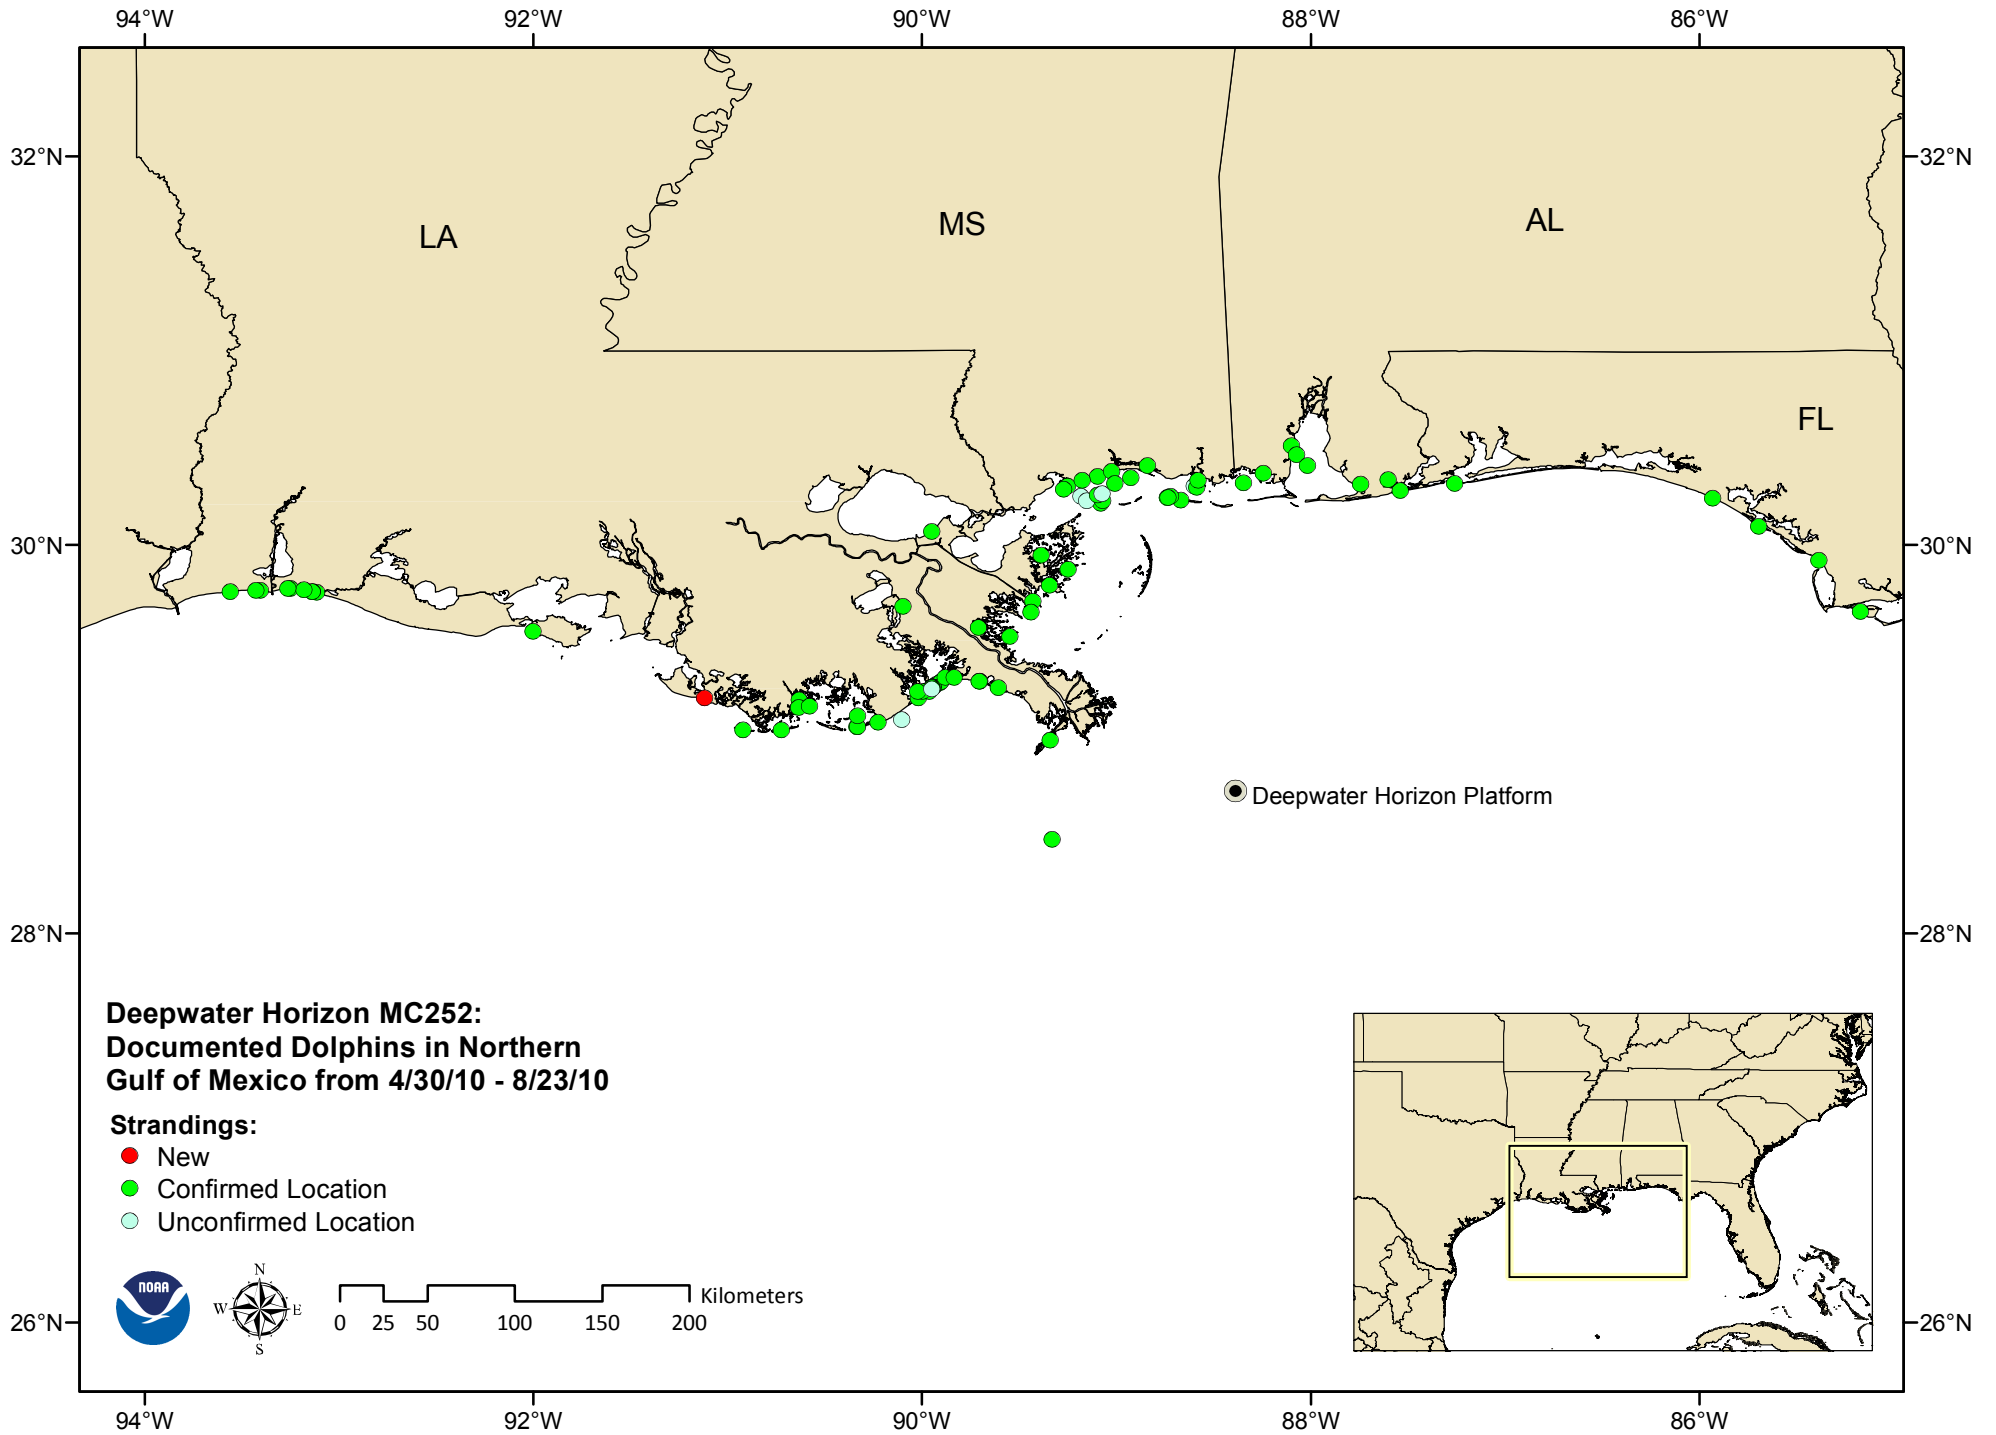 94°W 92°W 90°W 88°W 86°W
32°N 32°N
LA MS AL
FL
30°N 30°N
Deepwater Horizon Platform
28°N 28°N
Deepwater Horizon MC252:
Documented Dolphins in Northern
Gulf of Mexico from 4/30/10 - 8/23/10
Strandings:
New
Confirmed Location
Unconfirmed Location
NOAA
N
W E
S
Kilometers
0 25 50 100 150 200
26°N 26°N
94°W 92°W 90°W 88°W 86°W